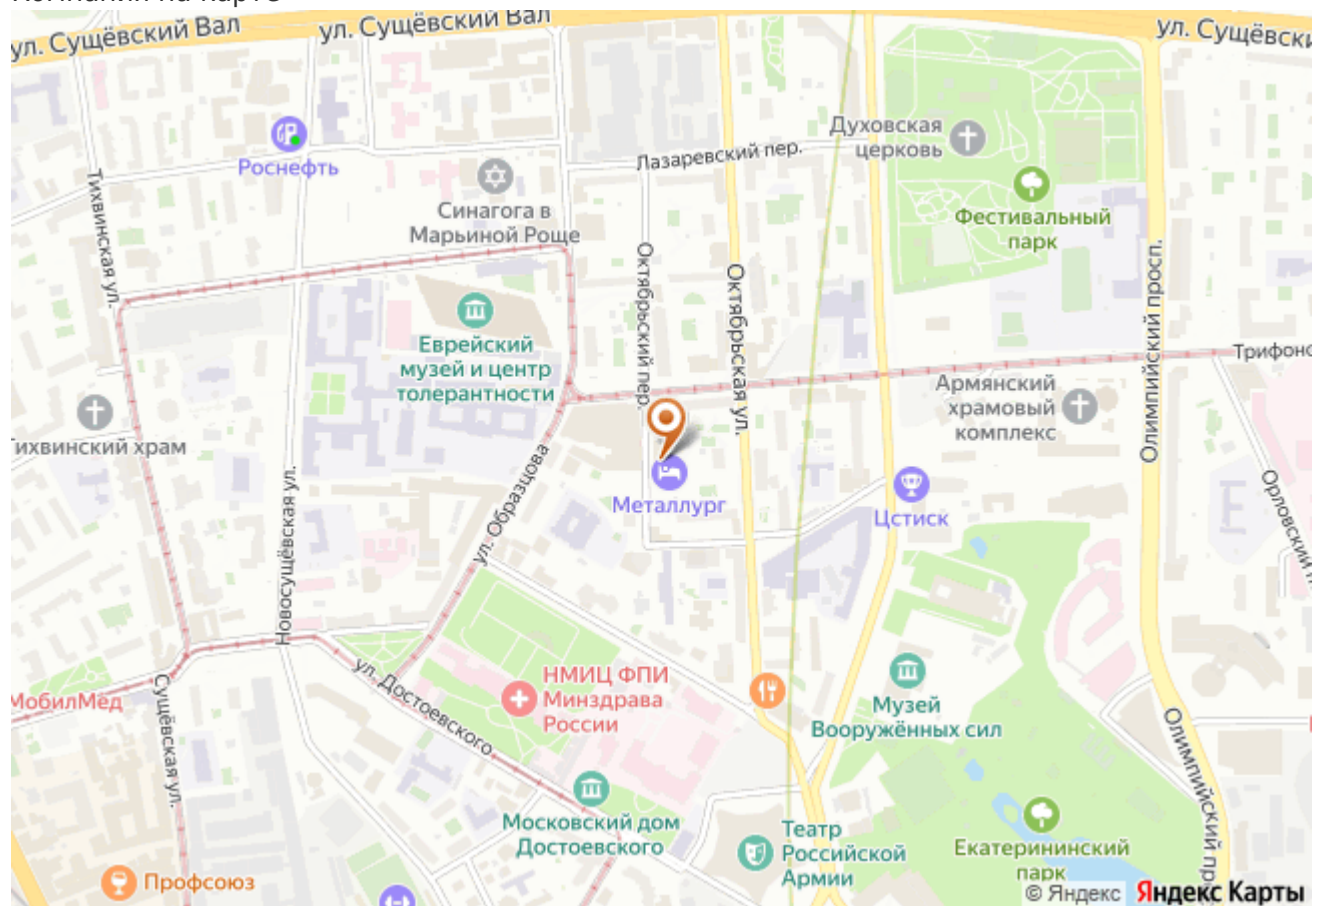 ул. Сущёвский Вал
ул. Сущёвский Вал
ул. Сущёвски
Роснефть
Тихвинская ул.
Синагога в
Марьиной Роще
Лазаревский пер.
Духовская
церковь
Фестивальный
парк
Октябрьский пер.
Октябрьская ул.
Олимпийский просп.
Еврейский
музей и центр
толерантности
Трифоно
Армянский
храмовый
комплекс
ихвинский храм
Новосущёвская ул.
ул. Образцова
Металлург
Цстиск
Орловский п
МобилМед
Сущёвская ул.
ул. Достоевского
НМИЦ ФПИ
Минздрава
России
Музей
Вооружённых сил
Олимпийский пр
Московский дом
Достоевского
Театр
Российской
Армии
Екатерининский
парк
Профсоюз
© Яндекс Яндекс Карты